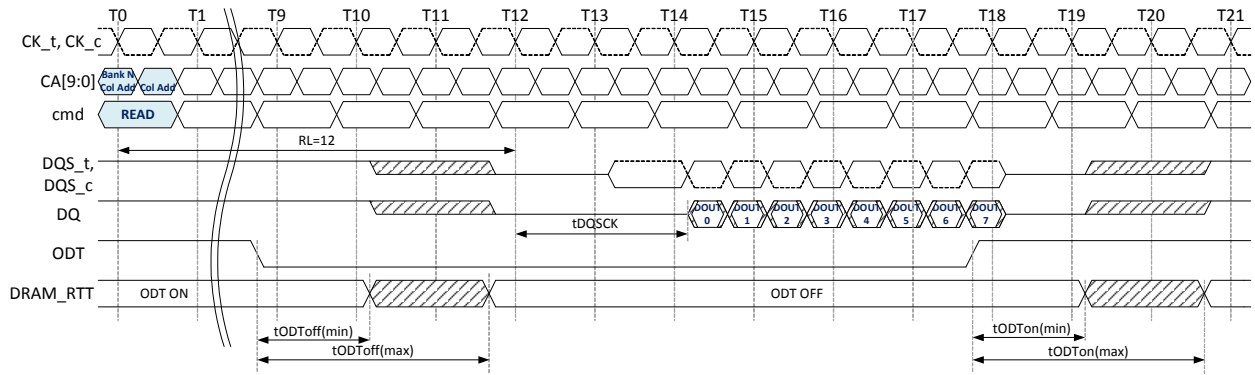 T0 T1 T9 T10 T11 T12 T13 T14 T15 T16 T17 T18 T19 T20 T21
CK_t, CK_c
CA[9:0]
Bank N
Col Add
Col Add
cmd
READ
RL=12
DQS_t,
DQS_c
DQ
DOUT
0
DOUT
1
DOUT
2
DOUT
3
DOUT
4
DOUT
5
DOUT
6
DOUT
7
tDQSCK
ODT
DRAM_RTT
ODT ON
ODT OFF
tODToff(min)
tODToff(max)
tODTon(min)
tODTon(max)